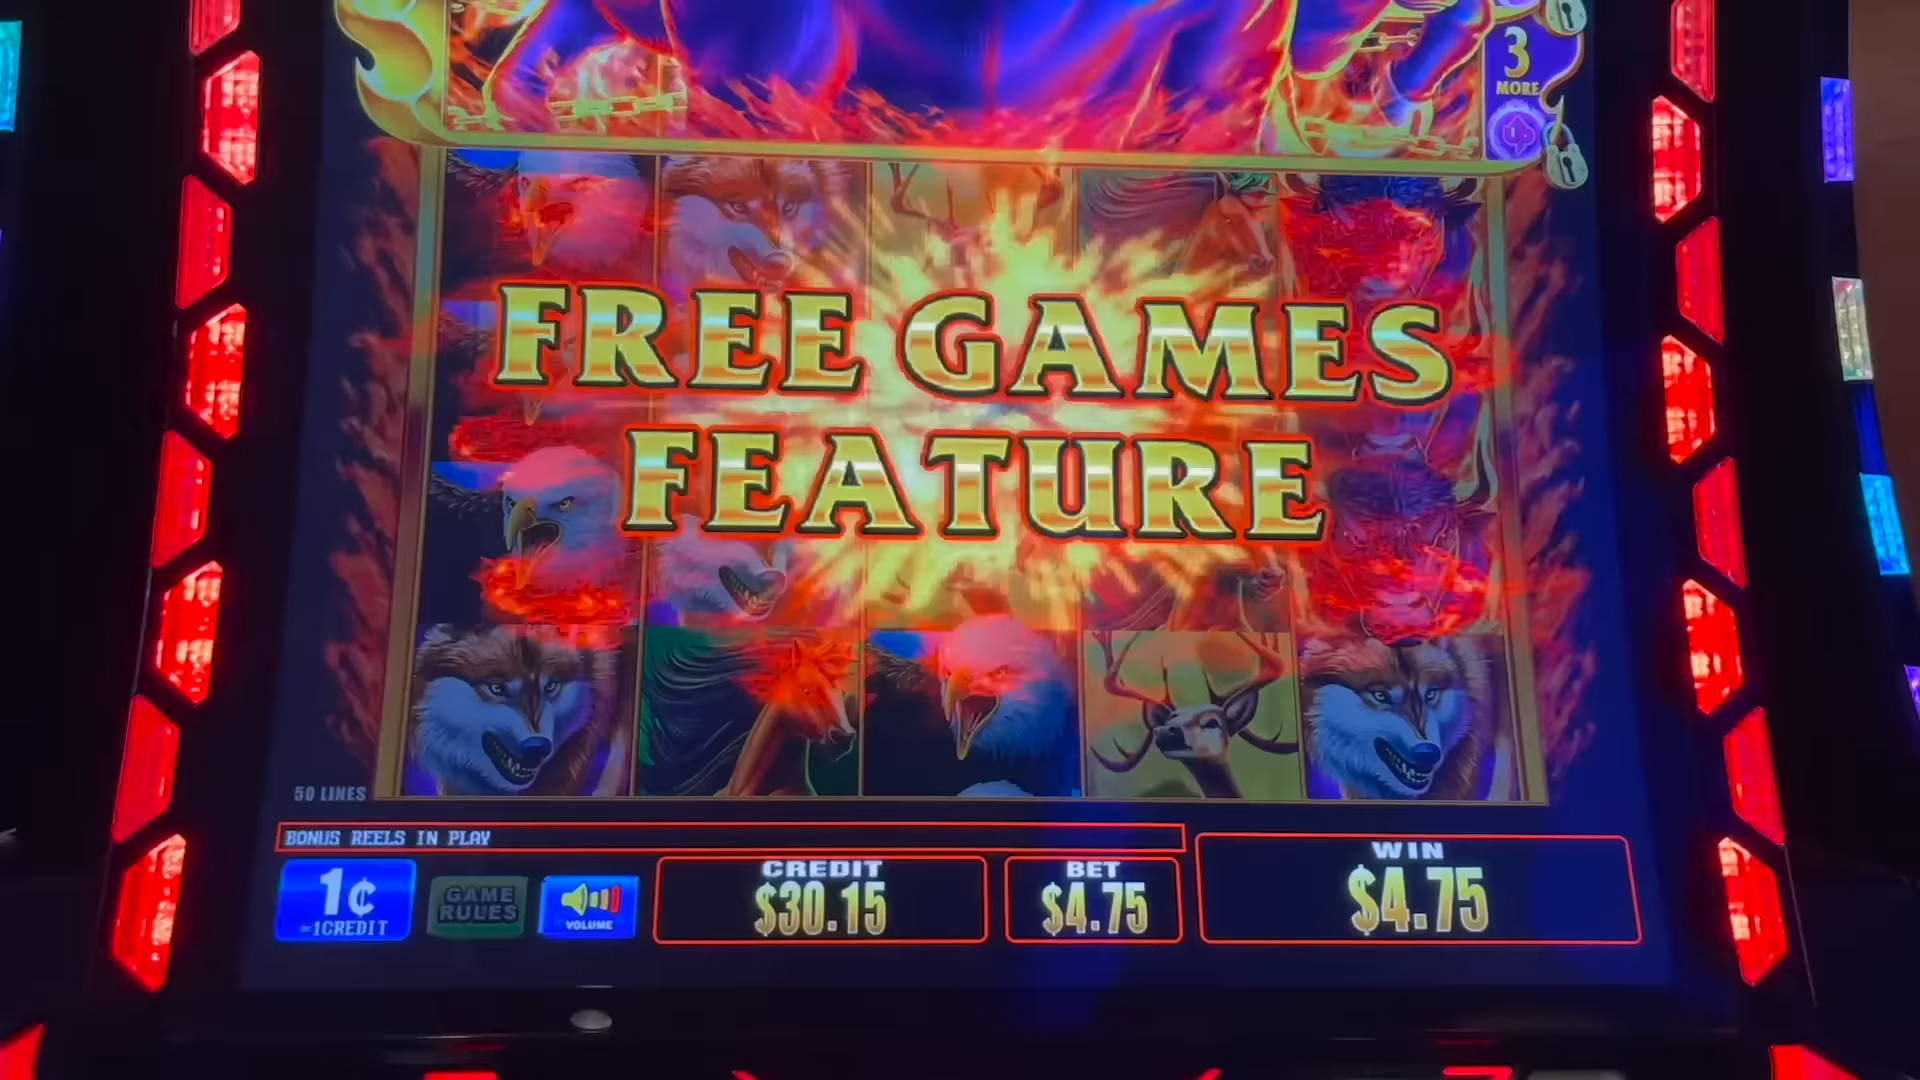 3
MORE
FREE GAMES
FEATURE
50 LINES
BONUS REELS IN PLAY
1¢
=1CREDIT
GAME
RULES
VOLUME
CREDIT
$30.15
BET
$4.75
WIN
$4.75